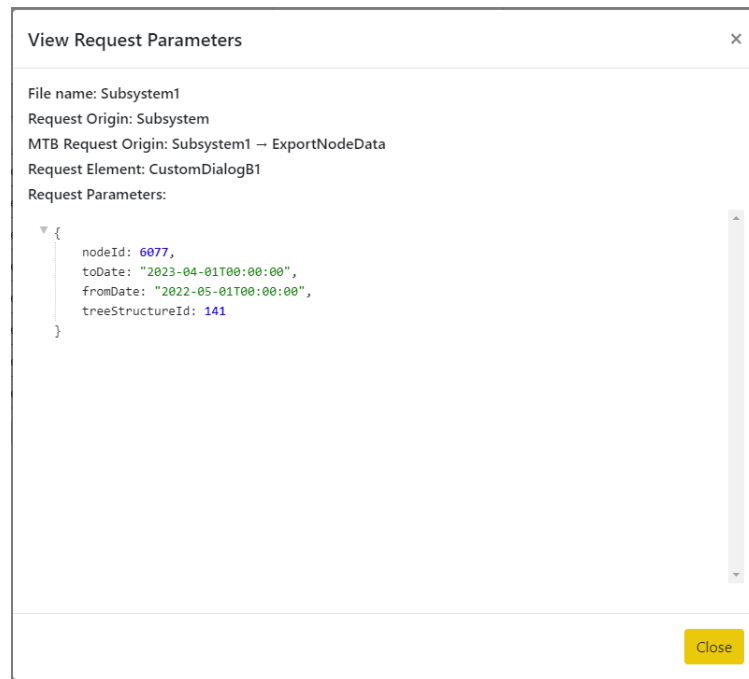 View Request Parameters ×
File name: Subsystem1
Request Origin: Subsystem
MTB Request Origin: Subsystem1 → ExportNodeData
Request Element: CustomDialogB1
Request Parameters:
{
nodeId: 6077,
toDate: "2023-04-01T00:00:00",
fromDate: "2022-05-01T00:00:00",
treeStructureId: 141
}
Close